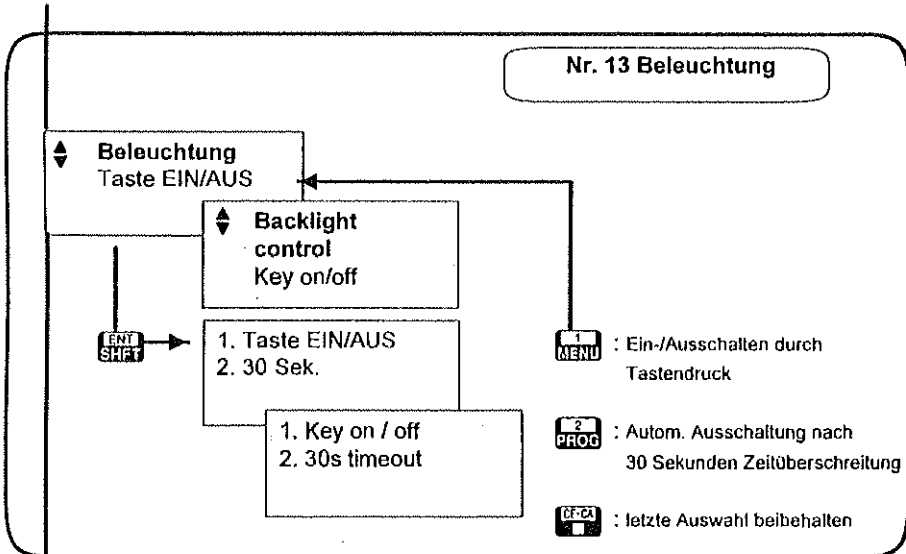 Nr. 13 Beleuchtung
Beleuchtung
Taste EIN/AUS
Backlight
control
Key on/off
ENT
SHFT
1. Taste EIN/AUS
2. 30 Sek.
1. Key on / off
2. 30s timeout
1
MENU
: Ein-/Ausschalten durch
Tastendruck
2
PROG
: Autom. Ausschaltung nach
30 Sekunden Zeitüberschreitung
CF·CA
: letzte Auswahl beibehalten